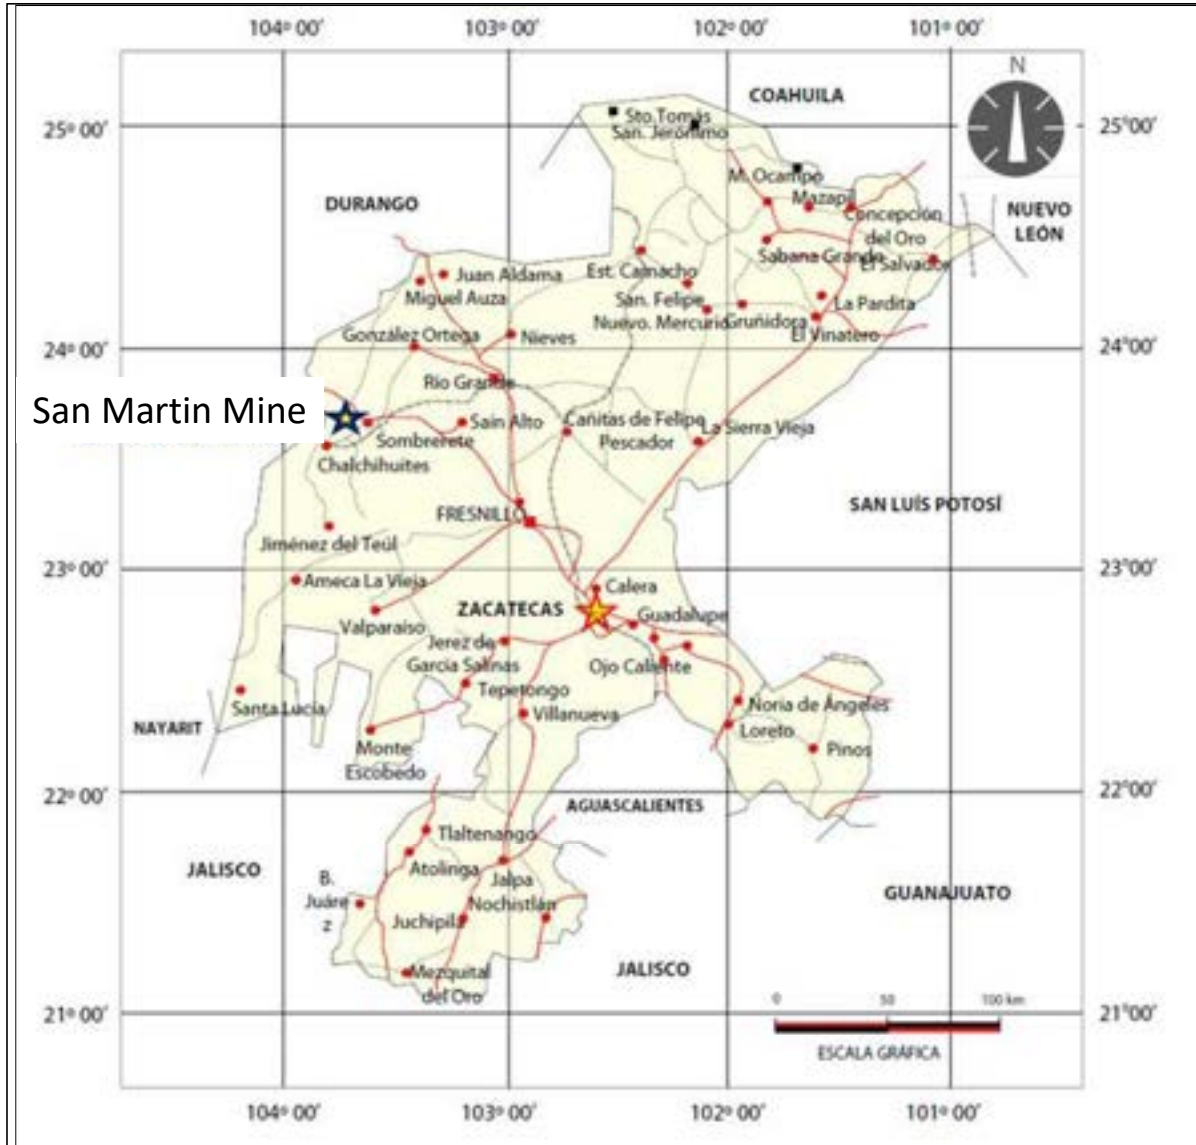 104º 00′ 103º 00′ 102º 00′ 101º 00′
N
COAHUILA
25º 00′ 25º00′
Sto.Tomás
San. Jerónimo
M. Ocampo
Mazapil
DURANGO
NUEVO
LEÓN
Concepción
del Oro
Sabana Grande
El Salvador
Est. Camacho
Juan Aldama
Miguel Auza
San. Felipe
La Pardita
Nuevo. Mercurio
Gruñidora
El Vinatero
González Ortega
Nieves
24º 00′ 24º00′
Río Grande
San Martin Mine
Sain Alto
Cañitas de Felipe
Pescador
La Sierra Vieja
Sombrerete
Chalchihuites
SAN LUÍS POTOSÍ
FRESNILLO
Jiménez del Teúl
23º 00′ 23º00′
Ameca La Vieja
Calera
ZACATECAS
Guadalupe
Valparaiso
Jerez de
García Salinas
Ojo Caliente
Tepetongo
Santa Lucía
Villanueva
Noria de Ángeles
NAYARIT
Loreto
Monte
Escobedo
Pinos
22º 00′ 22º00′
AGUASCALIENTES
Tlaltenango
JALISCO
Atolinga
Jalpa
B.
Juáre
z
GUANAJUATO
Nochistlán
Juchipila
JALISCO
Mezquital
del Oro
0 50 100 km
21º 00′ 21º00′
ESCALA GRÁFICA
104º 00′ 103º 00′ 102º 00′ 101º 00′